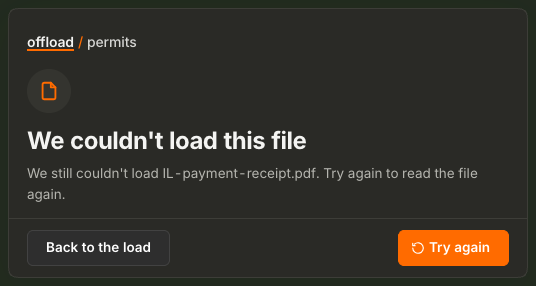 offload / permits
We couldn't load this file
We still couldn't load IL-payment-receipt.pdf. Try again to read the file
again.
Back to the load
Try again